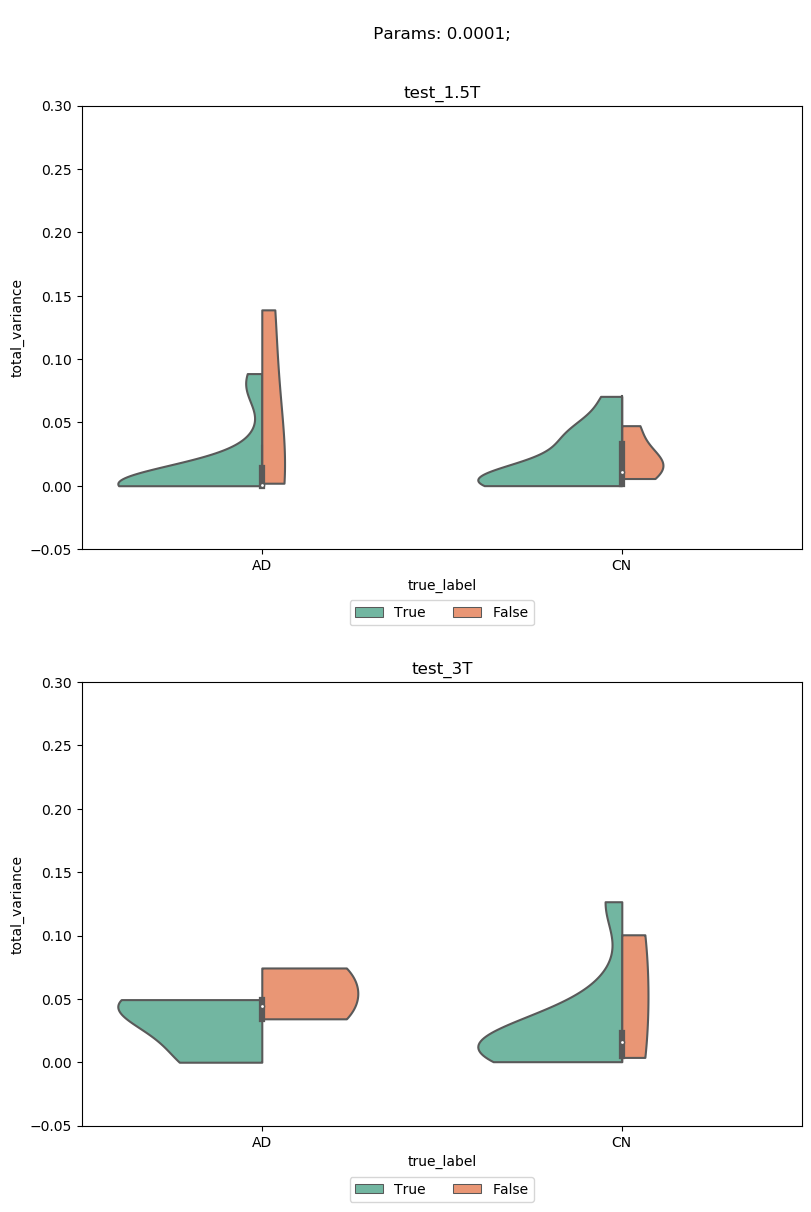 Params: 0.0001;
test_1.5T
0.30
0.25
0.20
0.15
0.10
0.05
0.00
−0.05
total_variance
AD CN
true_label
True False
test_3T
0.30
0.25
0.20
0.15
0.10
0.05
0.00
−0.05
total_variance
AD CN
true_label
True False